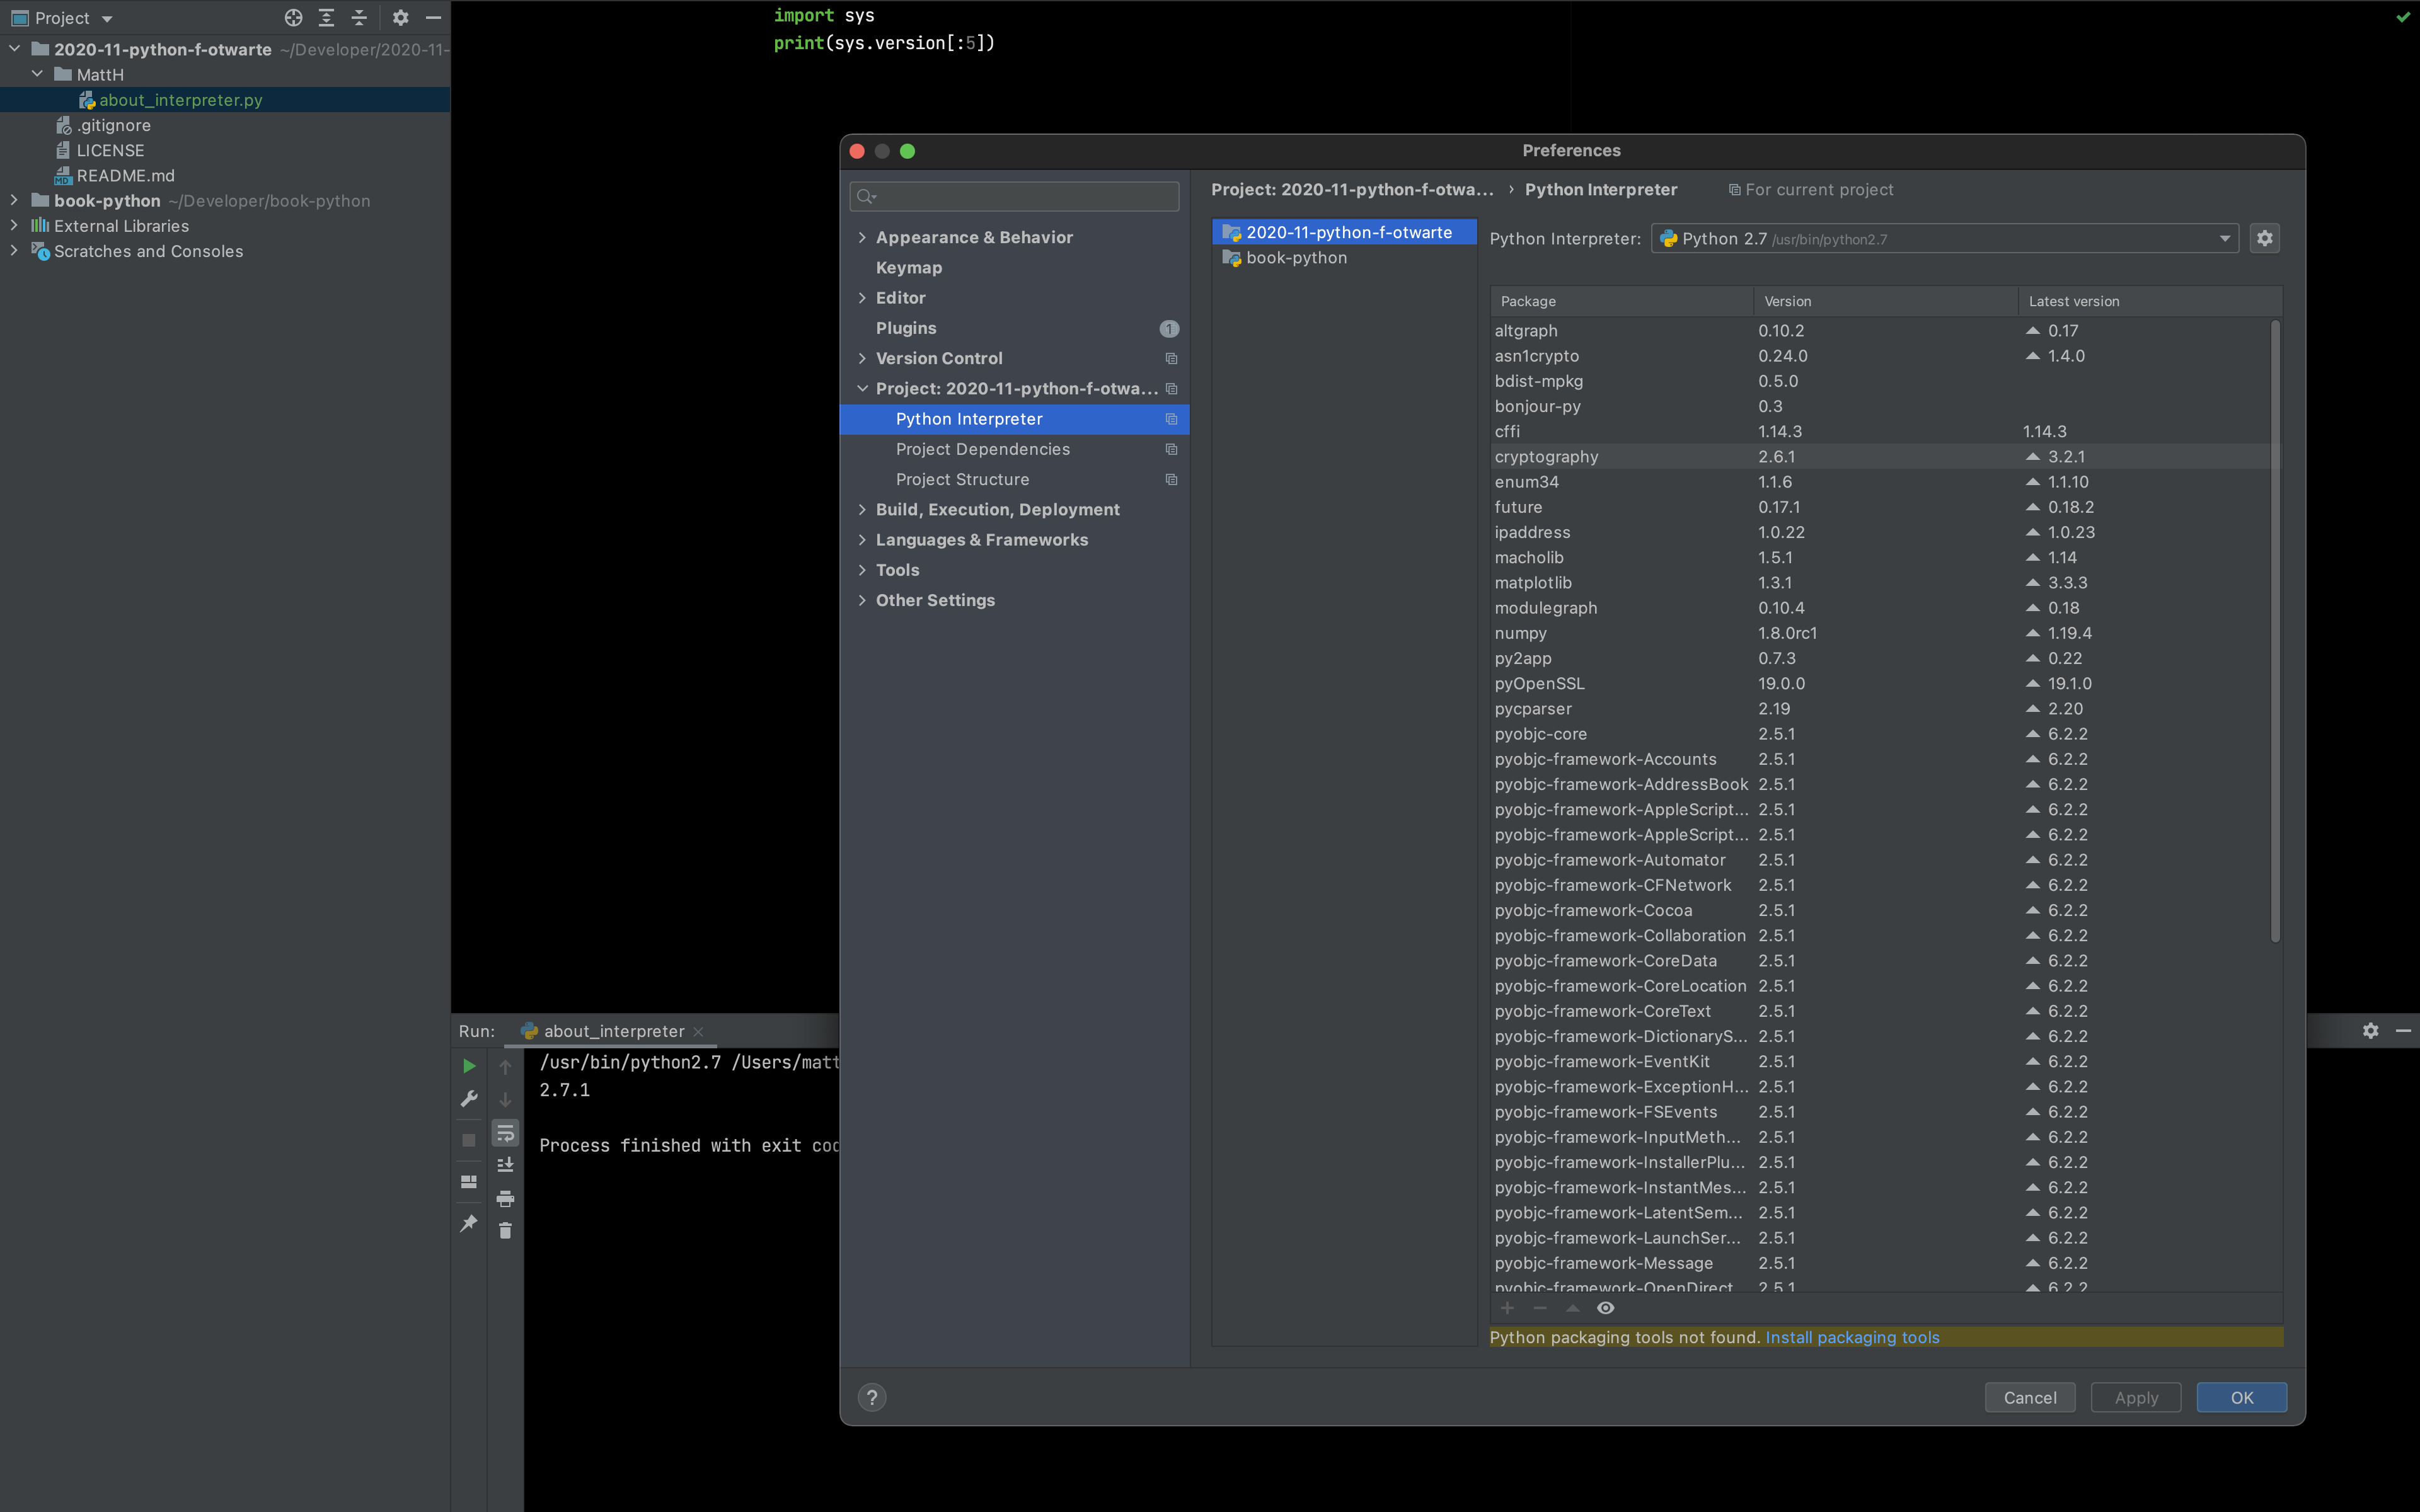 Project
2020-11-python-f-otwarte ~/Developer/2020-11-
MattH
about_interpreter.py
.gitignore
LICENSE
README.md
book-python ~/Developer/book-python
External Libraries
Scratches and Consoles
import sys
print(sys.version[:5])
Preferences
Appearance & Behavior
Keymap
Editor
Plugins 1
Version Control
Project: 2020-11-python-f-otwa...
Python Interpreter
Project Dependencies
Project Structure
Build, Execution, Deployment
Languages & Frameworks
Tools
Other Settings
Project: 2020-11-python-f-otwa... › Python Interpreter For current project
2020-11-python-f-otwarte
book-python
Python Interpreter: Python 2.7 /usr/bin/python2.7
Package Version Latest version
altgraph 0.10.2 0.17
asn1crypto 0.24.0 1.4.0
bdist-mpkg 0.5.0
bonjour-py 0.3
cffi 1.14.3 1.14.3
cryptography 2.6.1 3.2.1
enum34 1.1.6 1.1.10
future 0.17.1 0.18.2
ipaddress 1.0.22 1.0.23
macholib 1.5.1 1.14
matplotlib 1.3.1 3.3.3
modulegraph 0.10.4 0.18
numpy 1.8.0rc1 1.19.4
py2app 0.7.3 0.22
pyOpenSSL 19.0.0 19.1.0
pycparser 2.19 2.20
pyobjc-core 2.5.1 6.2.2
pyobjc-framework-Accounts 2.5.1 6.2.2
pyobjc-framework-AddressBook 2.5.1 6.2.2
pyobjc-framework-AppleScript... 2.5.1 6.2.2
pyobjc-framework-AppleScript... 2.5.1 6.2.2
pyobjc-framework-Automator 2.5.1 6.2.2
pyobjc-framework-CFNetwork 2.5.1 6.2.2
pyobjc-framework-Cocoa 2.5.1 6.2.2
pyobjc-framework-Collaboration 2.5.1 6.2.2
pyobjc-framework-CoreData 2.5.1 6.2.2
pyobjc-framework-CoreLocation 2.5.1 6.2.2
pyobjc-framework-CoreText 2.5.1 6.2.2
pyobjc-framework-DictionaryS... 2.5.1 6.2.2
pyobjc-framework-EventKit 2.5.1 6.2.2
pyobjc-framework-ExceptionH... 2.5.1 6.2.2
pyobjc-framework-FSEvents 2.5.1 6.2.2
pyobjc-framework-InputMeth... 2.5.1 6.2.2
pyobjc-framework-InstallerPlu... 2.5.1 6.2.2
pyobjc-framework-InstantMes... 2.5.1 6.2.2
pyobjc-framework-LatentSem... 2.5.1 6.2.2
pyobjc-framework-LaunchSer... 2.5.1 6.2.2
pyobjc-framework-Message 2.5.1 6.2.2
pyobjc-framework-OpenDirect 2.5.1 6.2.2
Python packaging tools not found. Install packaging tools
? Cancel Apply OK
Run: about_interpreter
/usr/bin/python2.7 /Users/matt
2.7.1
Process finished with exit cod